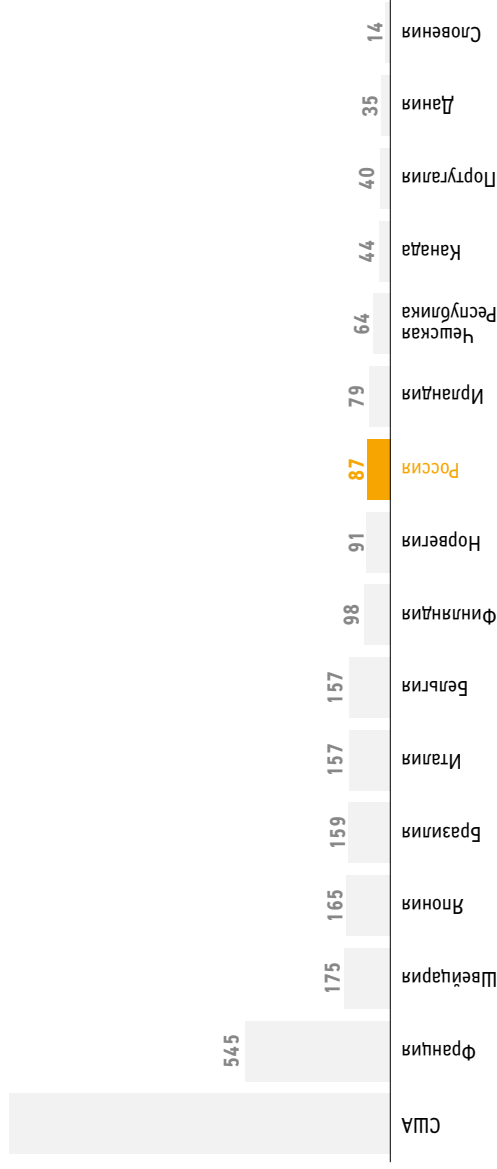 14
Словения
35
Дания
40
Португалия
44
Канада
64
Чешская
Республика
79
Ирландия
87
Россия
91
Норвегия
98
Финляндия
157
Бельгия
157
Италия
159
Бразилия
165
Япония
175
Швейцария
545
Франция
США